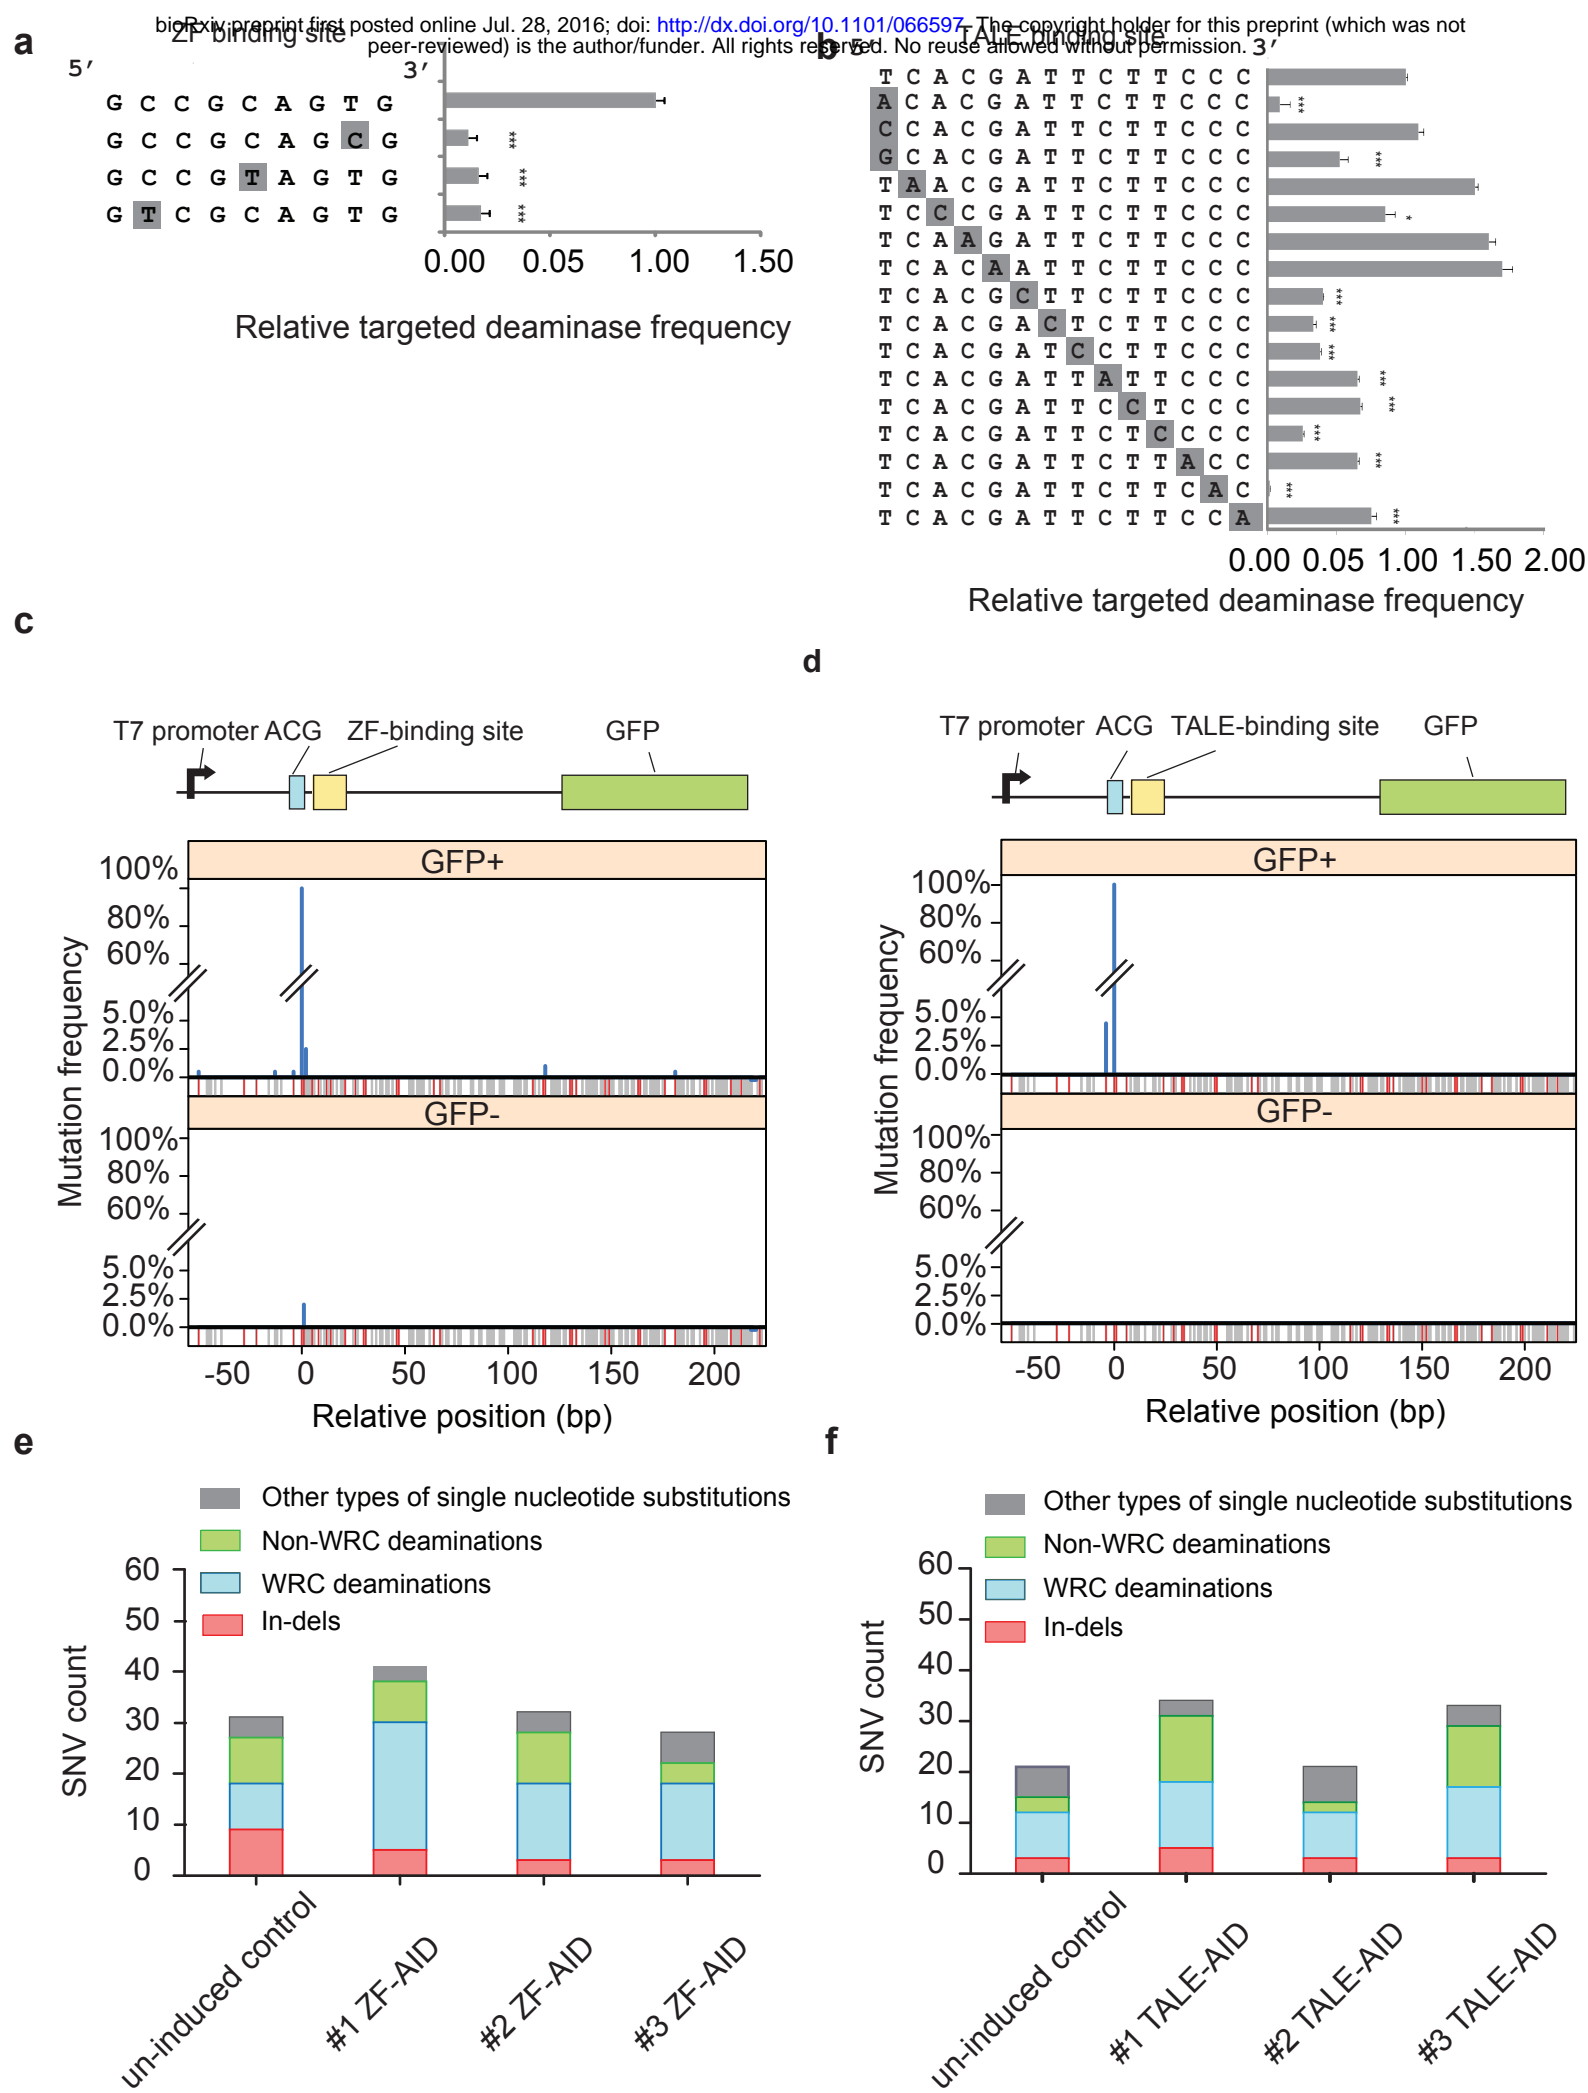 bioRxiv preprint first posted online Jul. 28, 2016; doi: http://dx.doi.org/10.1101/066597. The copyright holder for this preprint (which was not
peer-reviewed) is the author/funder. All rights reserved. No reuse allowed without permission.
a
ZF binding site
5′ 3′
G C C G C A G T G
G C C G C A G C G ***
G C C G T A G T G ***
G T C G C A G T G ***
0.00 0.05 1.00 1.50
Relative targeted deaminase frequency
b
TALE binding site
5′ 3′
T C A C G A T T C T T C C C
A C A C G A T T C T T C C C ***
C C A C G A T T C T T C C C
G C A C G A T T C T T C C C ***
T A A C G A T T C T T C C C
T C C C G A T T C T T C C C *
T C A A G A T T C T T C C C
T C A C A A T T C T T C C C
T C A C G C T T C T T C C C ***
T C A C G A C T C T T C C C ***
T C A C G A T C C T T C C C ***
T C A C G A T T A T T C C C ***
T C A C G A T T C C T C C C ***
T C A C G A T T C T C C C C ***
T C A C G A T T C T T A C C ***
T C A C G A T T C T T C A C ***
T C A C G A T T C T T C C A ***
0.00 0.05 1.00 1.50 2.00
Relative targeted deaminase frequency
c
T7 promoter ACG ZF-binding site GFP
GFP+
100%
80%
60%
5.0%
2.5%
0.0%
GFP-
100%
80%
60%
5.0%
2.5%
0.0%
Mutation frequency
-50 0 50 100 150 200
Relative position (bp)
d
T7 promoter ACG TALE-binding site GFP
GFP+
100%
80%
60%
5.0%
2.5%
0.0%
GFP-
100%
80%
60%
5.0%
2.5%
0.0%
Mutation frequency
-50 0 50 100 150 200
Relative position (bp)
e
Other types of single nucleotide substitutions
Non-WRC deaminations
WRC deaminations
In-dels
60
50
40
30
20
10
0
SNV count
un-induced control
#1 ZF-AID
#2 ZF-AID
#3 ZF-AID
f
Other types of single nucleotide substitutions
Non-WRC deaminations
WRC deaminations
In-dels
60
50
40
30
20
10
0
SNV count
un-induced control
#1 TALE-AID
#2 TALE-AID
#3 TALE-AID